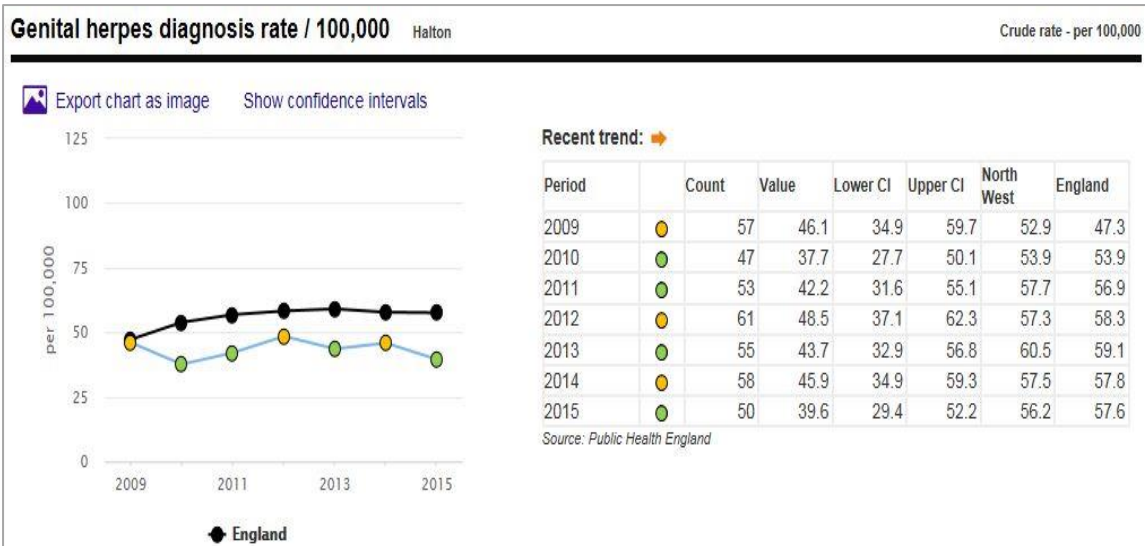 Genital herpes diagnosis rate / 100,000 Halton Crude rate - per 100,000
Export chart as image Show confidence intervals
125
100
75
50
25
0
per 100,000
2009 2011 2013 2015
England
Recent trend:
Period Count Value Lower CI Upper CI North West England
2009 57 46.1 34.9 59.7 52.9 47.3
2010 47 37.7 27.7 50.1 53.9 53.9
2011 53 42.2 31.6 55.1 57.7 56.9
2012 61 48.5 37.1 62.3 57.3 58.3
2013 55 43.7 32.9 56.8 60.5 59.1
2014 58 45.9 34.9 59.3 57.5 57.8
2015 50 39.6 29.4 52.2 56.2 57.6
Source: Public Health England